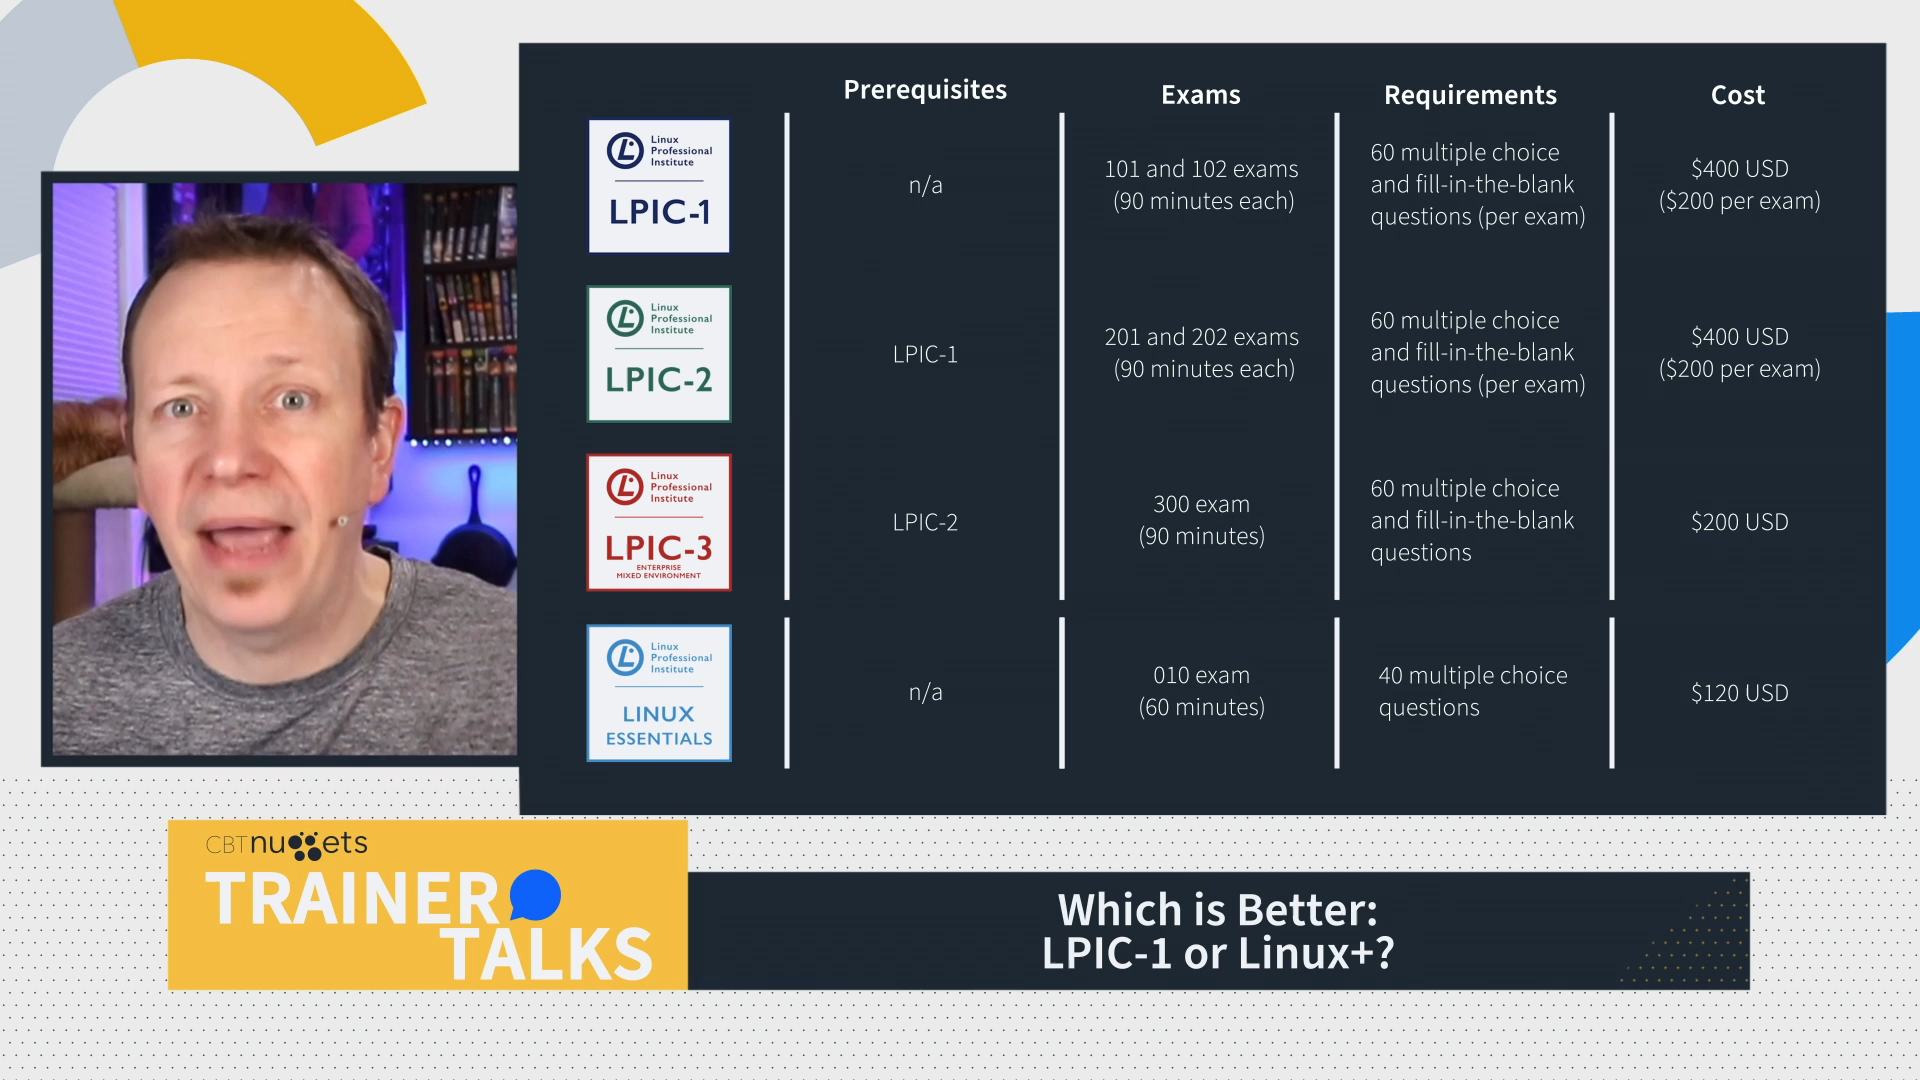 Prerequisites
Exams
Requirements
Cost
Linux
Professional
Institute
LPIC-1
n/a
101 and 102 exams
(90 minutes each)
60 multiple choice
and fill-in-the-blank
questions (per exam)
$400 USD
($200 per exam)
Linux
Professional
Institute
LPIC-2
LPIC-1
201 and 202 exams
(90 minutes each)
60 multiple choice
and fill-in-the-blank
questions (per exam)
$400 USD
($200 per exam)
Linux
Professional
Institute
LPIC-3
ENTERPRISE
MIXED ENVIRONMENT
LPIC-2
300 exam
(90 minutes)
60 multiple choice
and fill-in-the-blank
questions
$200 USD
Linux
Professional
Institute
LINUX
ESSENTIALS
n/a
010 exam
(60 minutes)
40 multiple choice
questions
$120 USD
CBTnuggets
TRAINER
TALKS
Which is Better:
LPIC-1 or Linux+?